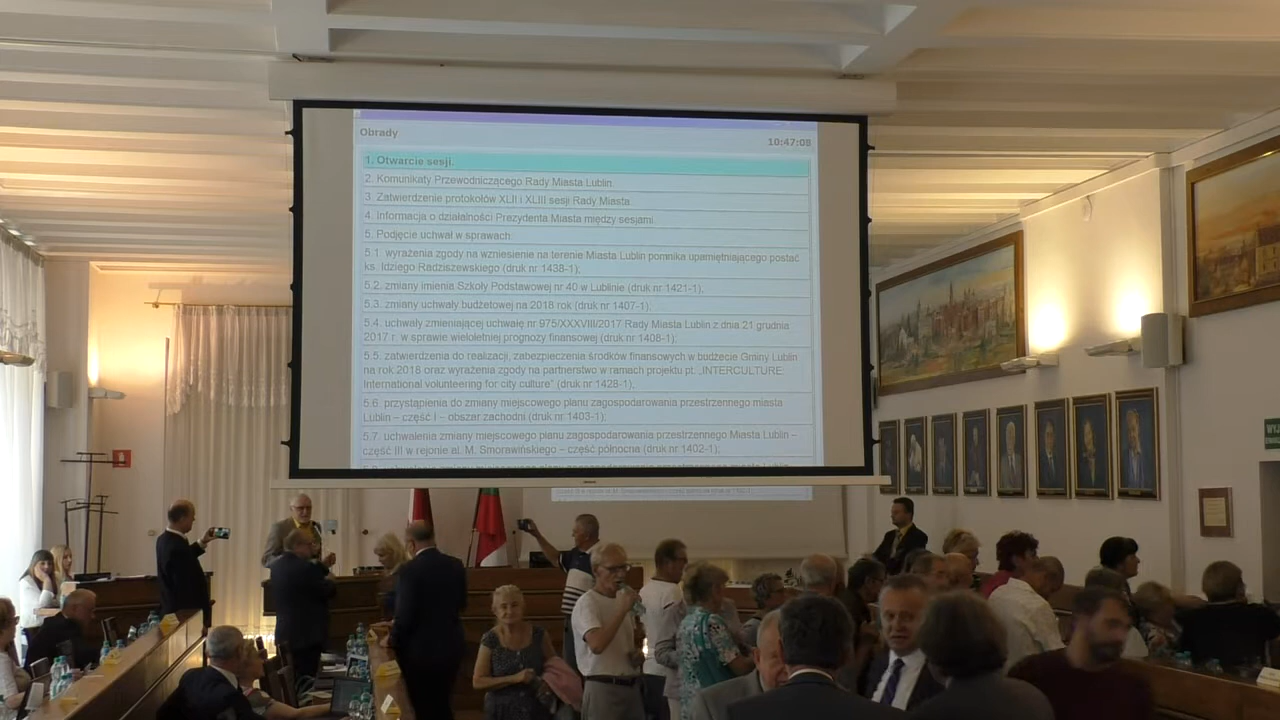 Obrady
10:47:08
1. Otwarcie sesji.
2. Komunikaty Przewodniczącego Rady Miasta Lublin.
3. Zatwierdzenie protokołów XLII i XLIII sesji Rady Miasta.
4. Informacja o działalności Prezydenta Miasta między sesjami.
5. Podjęcie uchwał w sprawach:
5.1. wyrażenia zgody na wzniesienie na terenie Miasta Lublin pomnika upamiętniającego postać
ks. Idziego Radziszewskiego (druk nr 1438-1);
5.2. zmiany imienia Szkoły Podstawowej nr 40 w Lublinie (druk nr 1421-1);
5.3. zmiany uchwały budżetowej na 2018 rok (druk nr 1407-1);
5.4. uchwały zmieniającej uchwałę nr 975/XXXVIII/2017 Rady Miasta Lublin z dnia 21 grudnia
2017 r. w sprawie wieloletniej prognozy finansowej (druk nr 1408-1);
5.5. zatwierdzenia do realizacji, zabezpieczenia środków finansowych w budżecie Gminy Lublin
na rok 2018 oraz wyrażenia zgody na partnerstwo w ramach projektu pt. „INTERCULTURE:
International volunteering for city culture” (druk nr 1428-1);
5.6. przystąpienia do zmiany miejscowego planu zagospodarowania przestrzennego miasta
Lublin – część I – obszar zachodni (druk nr 1403-1);
5.7. uchwalenia zmiany miejscowego planu zagospodarowania przestrzennego Miasta Lublin –
część III w rejonie al. M. Smorawińskiego – część północna (druk nr 1402-1);